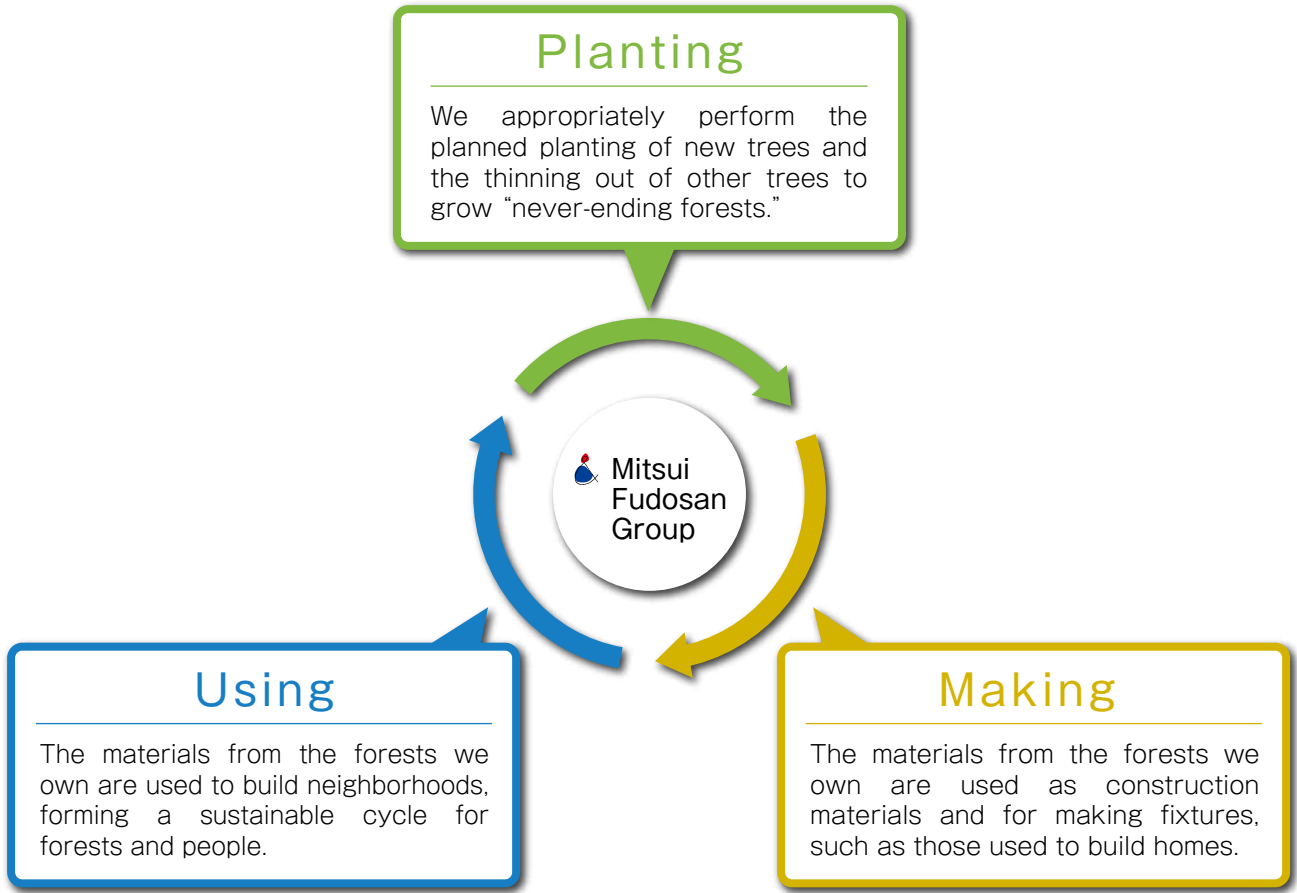 Planting
We appropriately perform the
planned planting of new trees and
the thinning out of other trees to
grow “never-ending forests.”
Mitsui
Fudosan
Group
Using
The materials from the forests we
own are used to build neighborhoods,
forming a sustainable cycle for
forests and people.
Making
The materials from the forests we
own are used as construction
materials and for making fixtures,
such as those used to build homes.